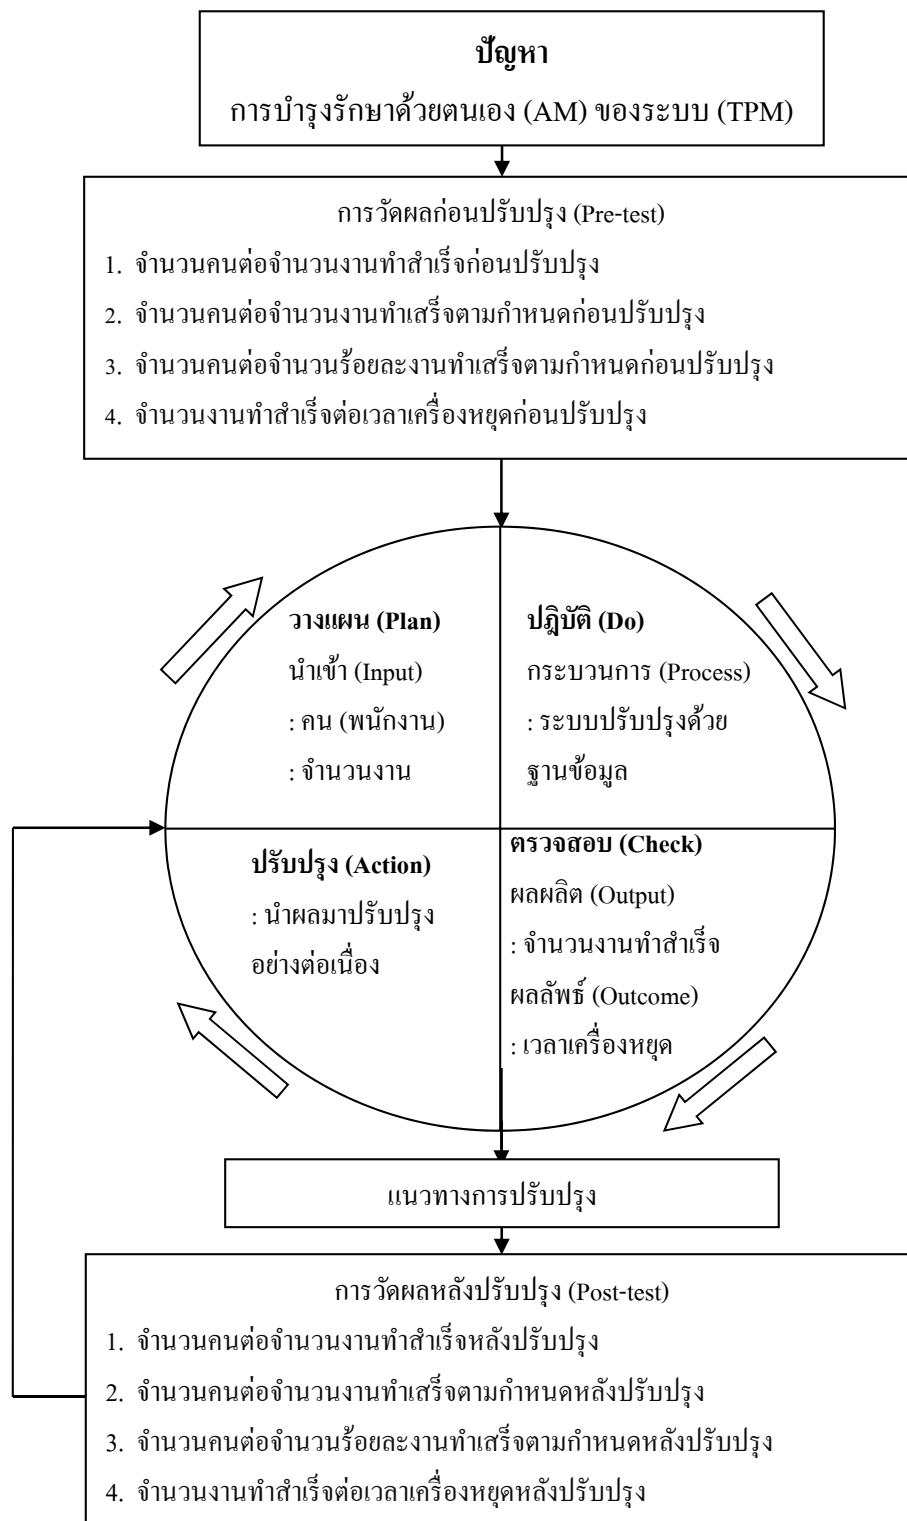 ปัญหา
การบำรุงรักษาด้วยตนเอง (AM) ของระบบ (TPM)
การวัดผลก่อนปรับปรุง (Pre-test)
1. จำนวนคนต่อจำนวนงานทำสำเร็จก่อนปรับปรุง
2. จำนวนคนต่อจำนวนงานทำเสร็จตามกำหนดก่อนปรับปรุง
3. จำนวนคนต่อจำนวนร้อยละงานทำเสร็จตามกำหนดก่อนปรับปรุง
4. จำนวนงานทำสำเร็จต่อเวลาเครื่องหยุดก่อนปรับปรุง
วางแผน (Plan)
นำเข้า (Input)
: คน (พนักงาน)
: จำนวนงาน
ปฎิบัติ (Do)
กระบวนการ (Process)
: ระบบปรับปรุงด้วย
ฐานข้อมูล
ปรับปรุง (Action)
: นำผลมาปรับปรุง
อย่างต่อเนื่อง
ตรวจสอบ (Check)
ผลผลิต (Output)
: จำนวนงานทำสำเร็จ
ผลลัพธ์ (Outcome)
: เวลาเครื่องหยุด
แนวทางการปรับปรุง
การวัดผลหลังปรับปรุง (Post-test)
1. จำนวนคนต่อจำนวนงานทำสำเร็จหลังปรับปรุง
2. จำนวนคนต่อจำนวนงานทำเสร็จตามกำหนดหลังปรับปรุง
3. จำนวนคนต่อจำนวนร้อยละงานทำเสร็จตามกำหนดหลังปรับปรุง
4. จำนวนงานทำสำเร็จต่อเวลาเครื่องหยุดหลังปรับปรุง